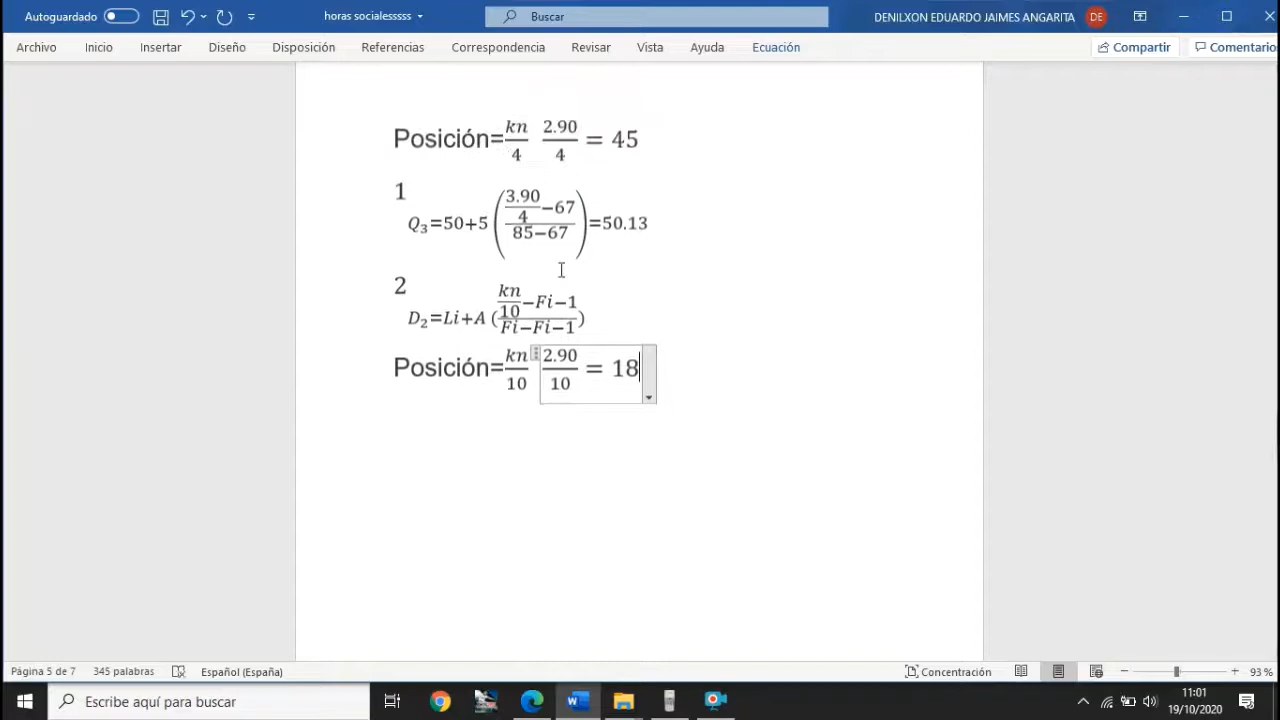 Autoguardado horas socialesssss Buscar DENILXON EDUARDO JAIMES ANGARITA DE
Archivo Inicio Insertar Diseño Disposición Referencias Correspondencia Revisar Vista Ayuda Ecuación Compartir Comentario
Posición=kn/4 2.90/4 = 45
1
Q₃=50+5((3.90/4−67)/(85−67))=50.13
2
D₂=Li+A((kn/10−Fi−1)/(Fi−Fi−1))
Posición=kn/10 2.90/10 = 18
Página 5 de 7 345 palabras Español (España) Concentración 93 %
Escribe aquí para buscar 11:01
19/10/2020